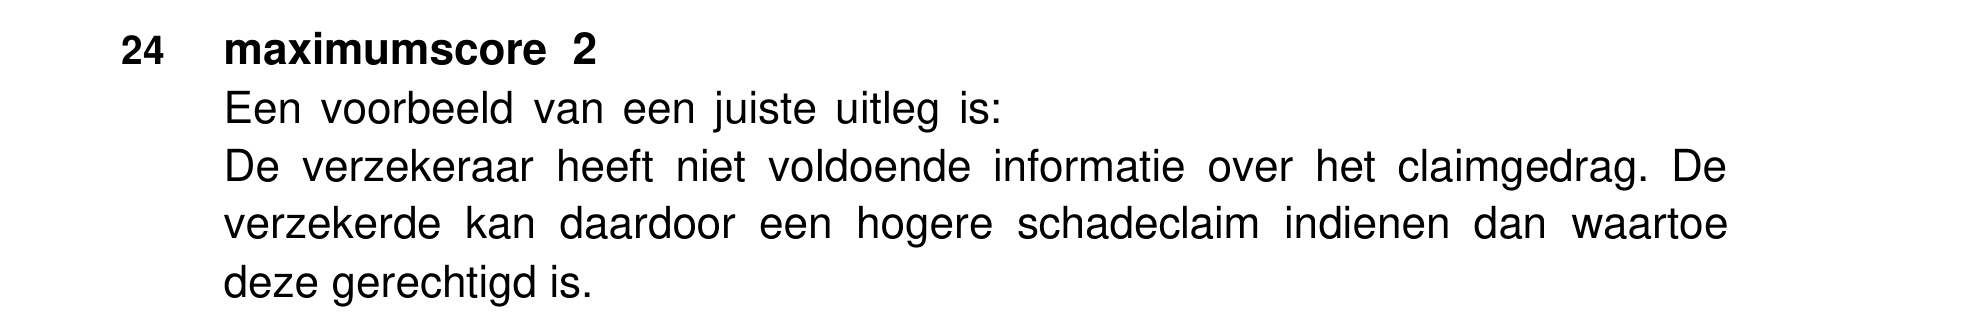 24 maximumscore 2
Een voorbeeld van een juiste uitleg is:
De verzekeraar heeft niet voldoende informatie over het claimgedrag. De
verzekerde kan daardoor een hogere schadeclaim indienen dan waartoe
deze gerechtigd is.